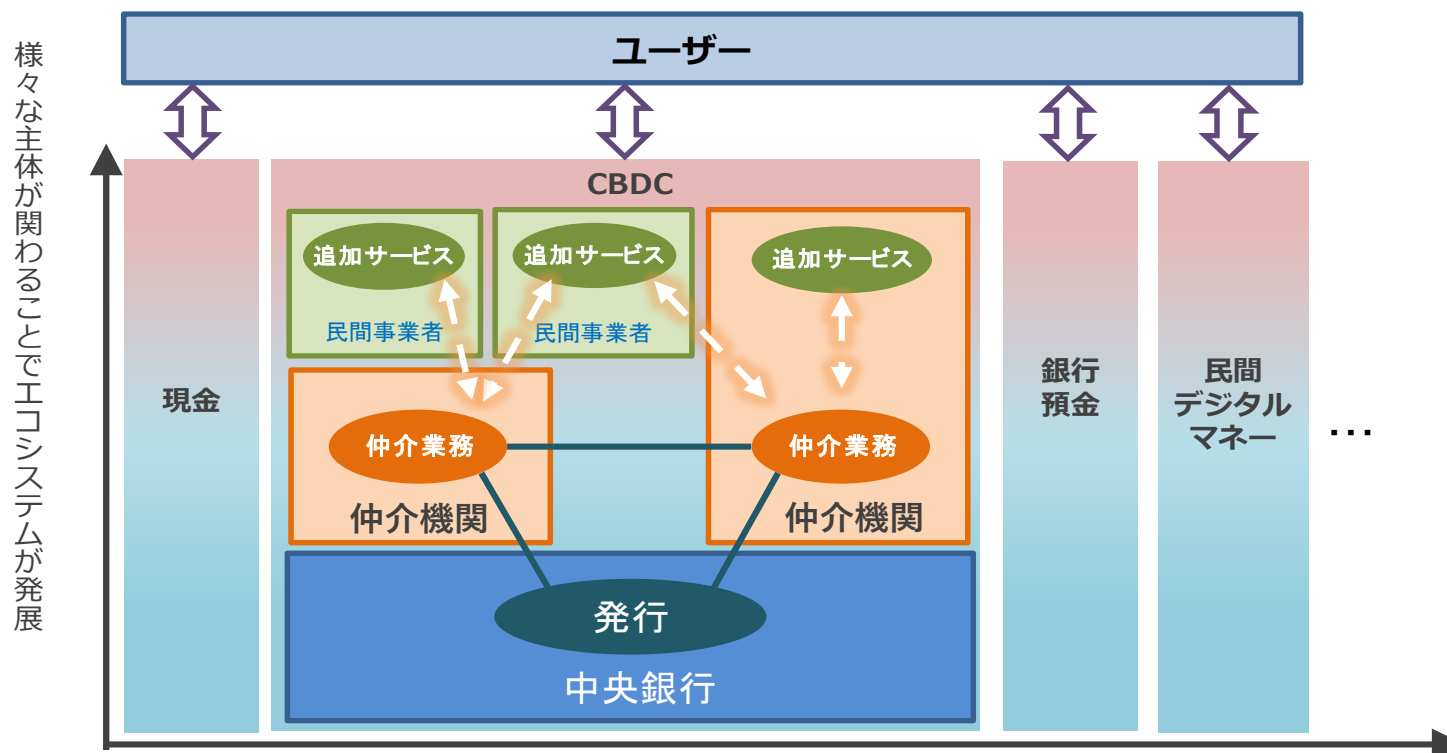 様々な主体が関わることでエコシステムが発展
ユーザー
CBDC
追加サービス
追加サービス
追加サービス
民間事業者
民間事業者
現金
仲介業務
仲介業務
仲介機関
仲介機関
発行
中央銀行
銀行
預金
民間
デジタル
マネー
…